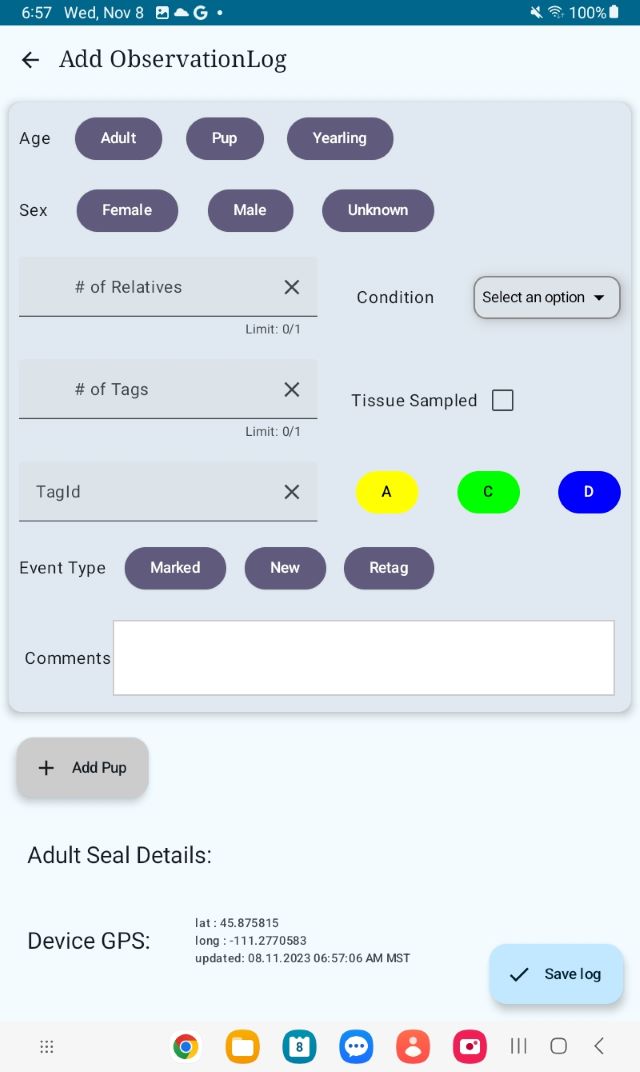 6:57 Wed, Nov 8 G 100%
Add ObservationLog
Age Adult Pup Yearling
Sex Female Male Unknown
# of Relatives
Limit: 0/1
Condition Select an option
# of Tags
Limit: 0/1
Tissue Sampled
TagId A C D
Event Type Marked New Retag
Comments
Add Pup
Adult Seal Details:
Device GPS:
lat : 45.875815
long : -111.2770583
updated: 08.11.2023 06:57:06 AM MST
Save log
8